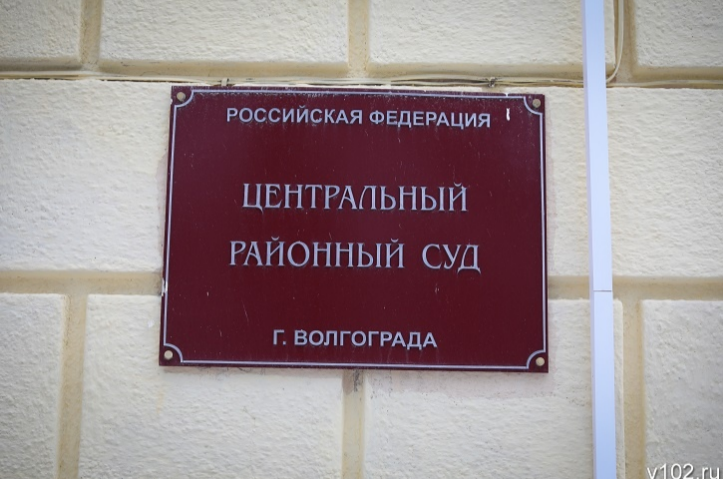 РОССИЙСКАЯ ФЕДЕРАЦИЯ
ЦЕНТРАЛЬНЫЙ
РАЙОННЫЙ СУД
Г. ВОЛГОГРАДА
v102.ru